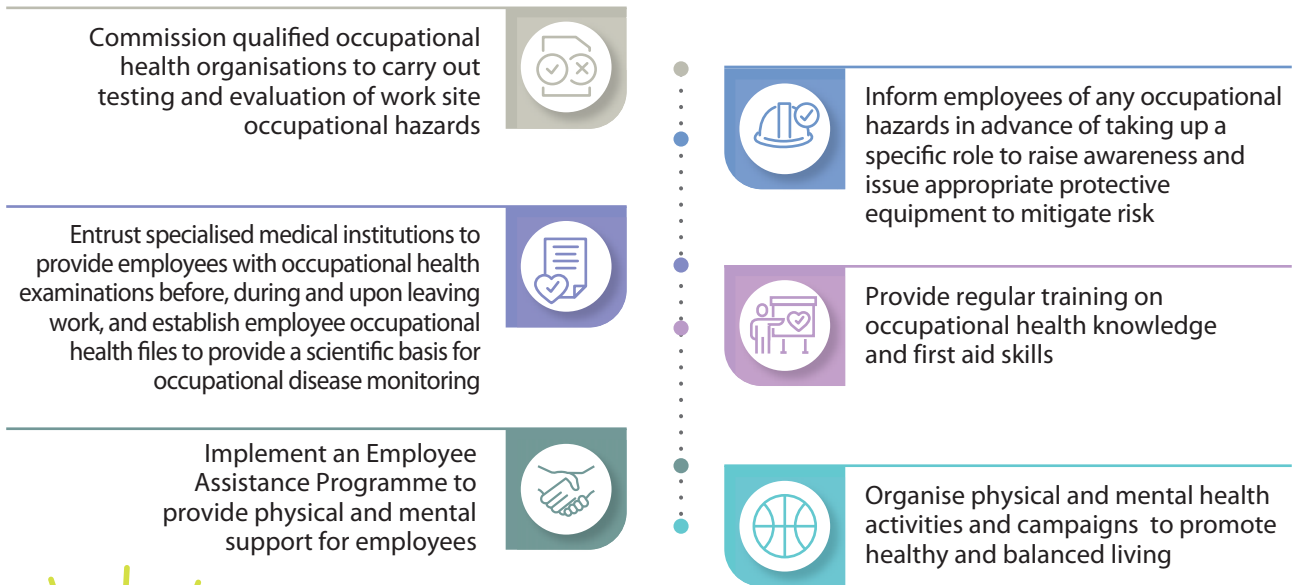 Commission qualified occupational
health organisations to carry out
testing and evaluation of work site
occupational hazards
Inform employees of any occupational
hazards in advance of taking up a
specific role to raise awareness and
issue appropriate protective
equipment to mitigate risk
Entrust specialised medical institutions to
provide employees with occupational health
examinations before, during and upon leaving
work, and establish employee occupational
health files to provide a scientific basis for
occupational disease monitoring
Provide regular training on
occupational health knowledge
and first aid skills
Implement an Employee
Assistance Programme to
provide physical and mental
support for employees
Organise physical and mental health
activities and campaigns to promote
healthy and balanced living